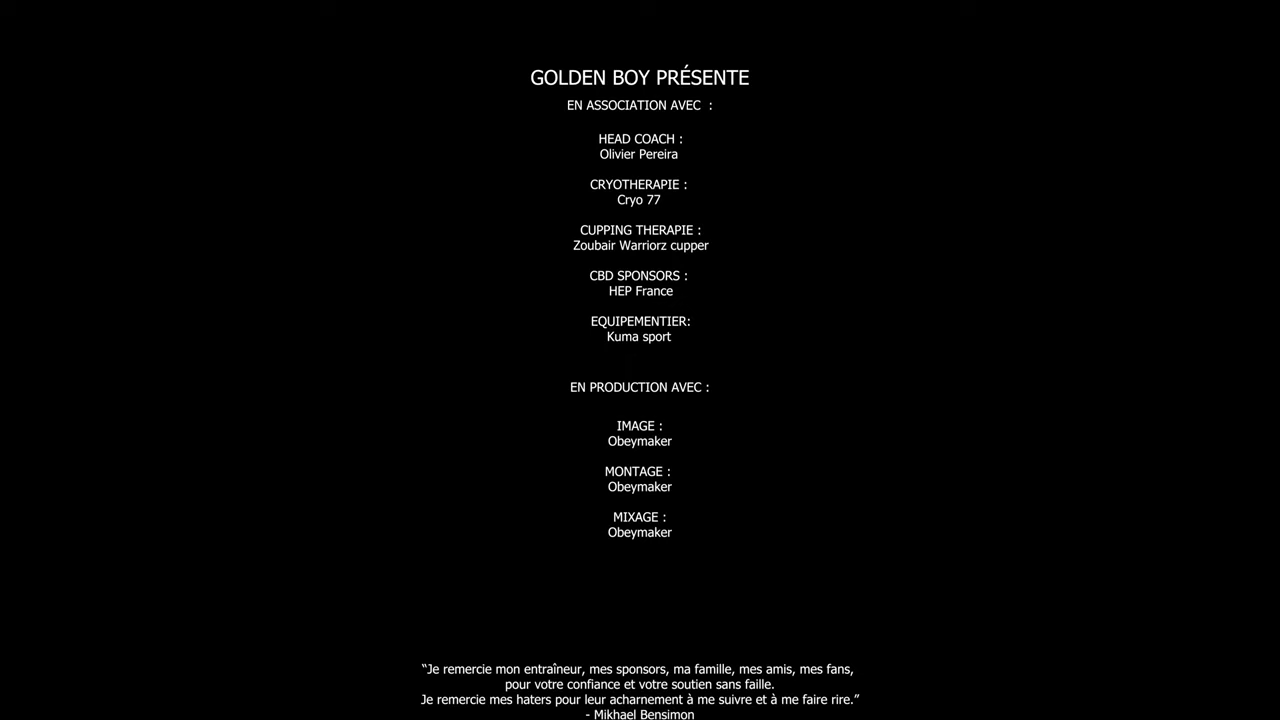 GOLDEN BOY PRÉSENTE
EN ASSOCIATION AVEC :
HEAD COACH :
Olivier Pereira
CRYOTHERAPIE :
Cryo 77
CUPPING THERAPIE :
Zoubair Warriorz cupper
CBD SPONSORS :
HEP France
EQUIPEMENTIER:
Kuma sport
EN PRODUCTION AVEC :
IMAGE :
Obeymaker
MONTAGE :
Obeymaker
MIXAGE :
Obeymaker
“Je remercie mon entraîneur, mes sponsors, ma famille, mes amis, mes fans,
pour votre confiance et votre soutien sans faille.
Je remercie mes haters pour leur acharnement à me suivre et à me faire rire.”
- Mikhael Bensimon